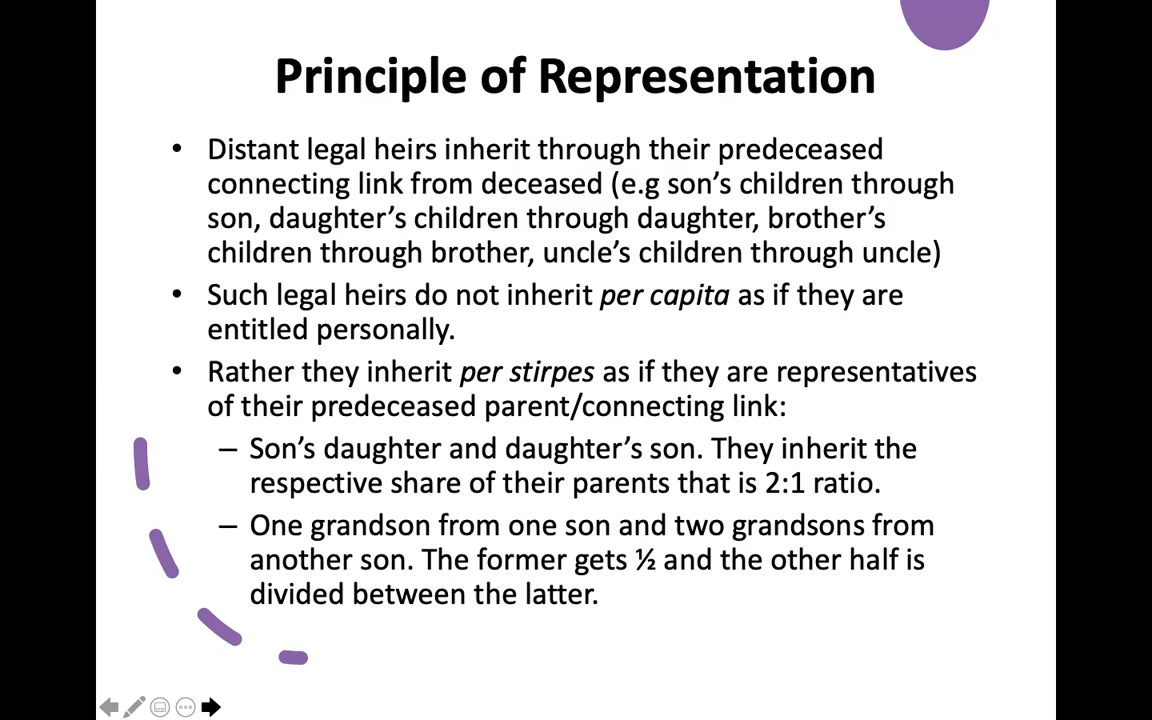 Principle of Representation
• Distant legal heirs inherit through their predeceased
connecting link from deceased (e.g son’s children through
son, daughter’s children through daughter, brother’s
children through brother, uncle’s children through uncle)
• Such legal heirs do not inherit per capita as if they are
entitled personally.
• Rather they inherit per stirpes as if they are representatives
of their predeceased parent/connecting link:
– Son’s daughter and daughter’s son. They inherit the
respective share of their parents that is 2:1 ratio.
– One grandson from one son and two grandsons from
another son. The former gets ½ and the other half is
divided between the latter.